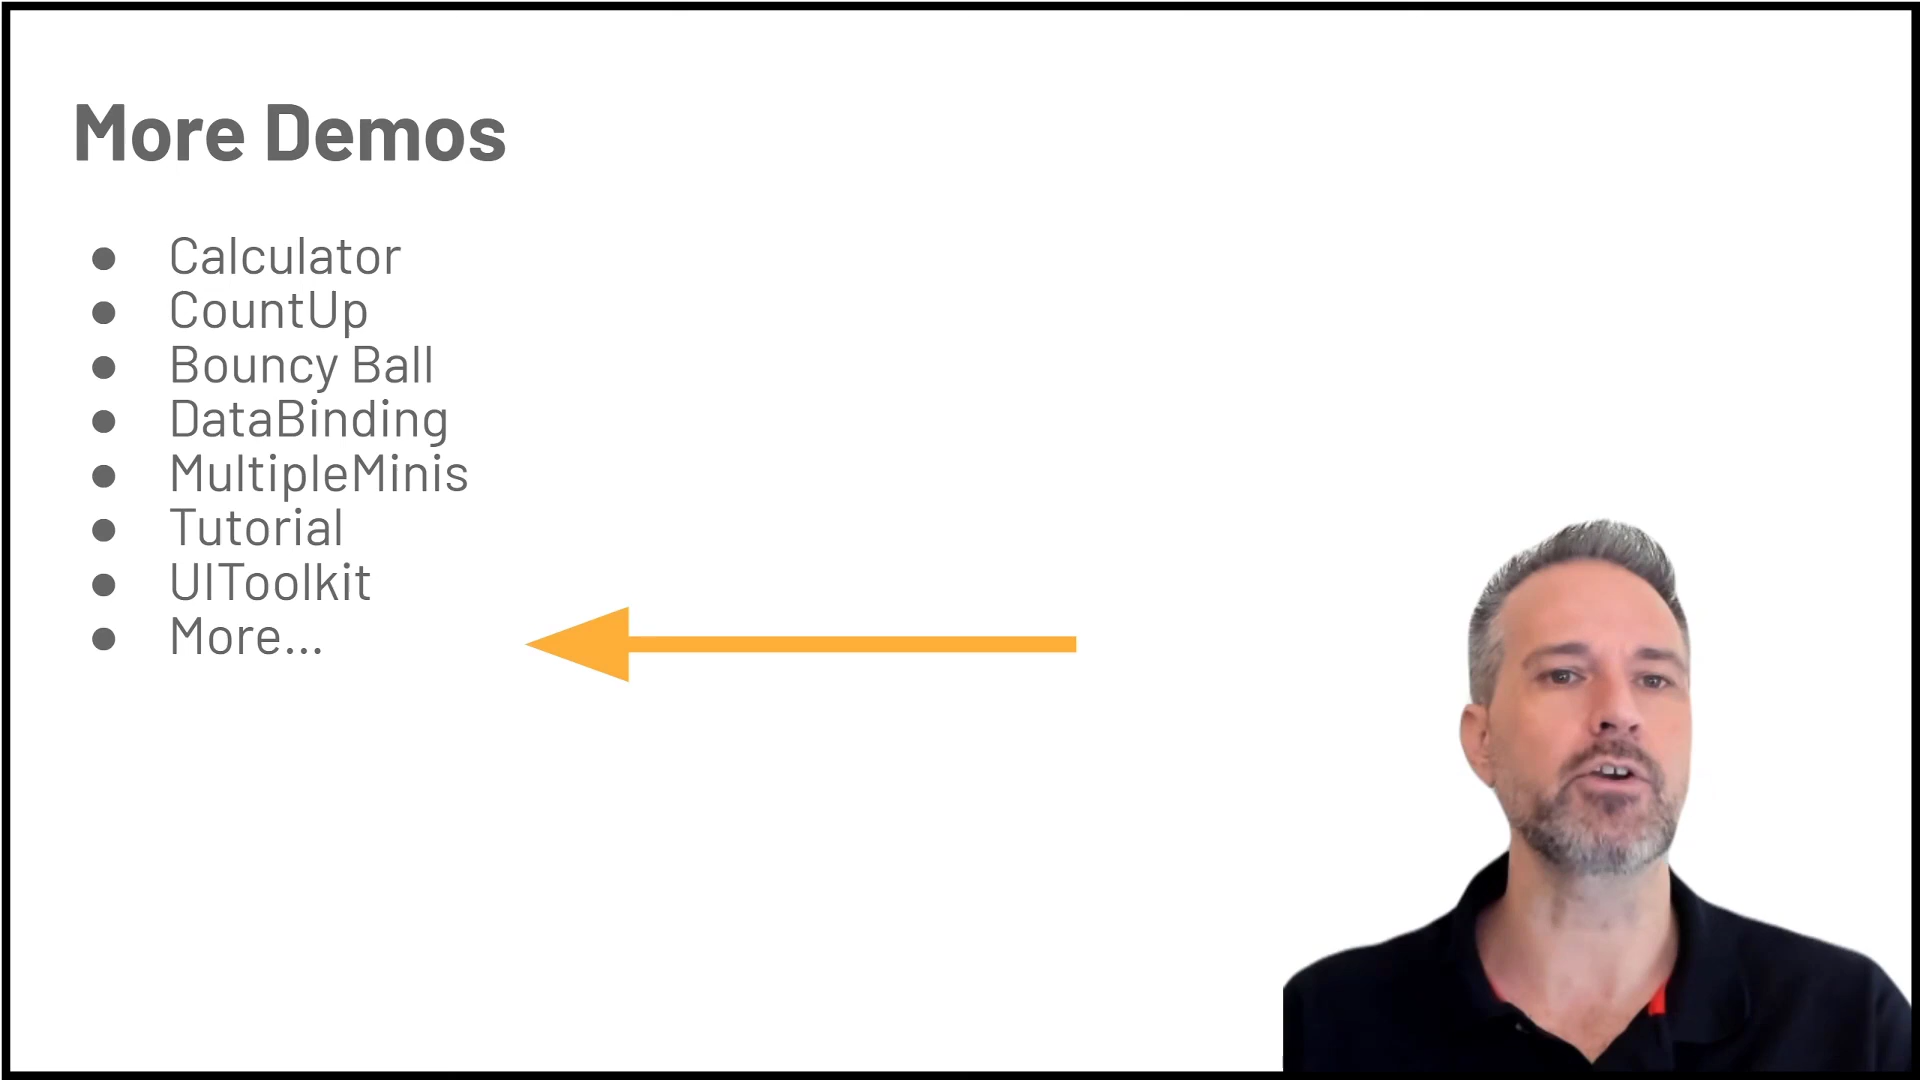 More Demos
● Calculator
● CountUp
● Bouncy Ball
● DataBinding
● MultipleMinis
● Tutorial
● UIToolkit
● More...